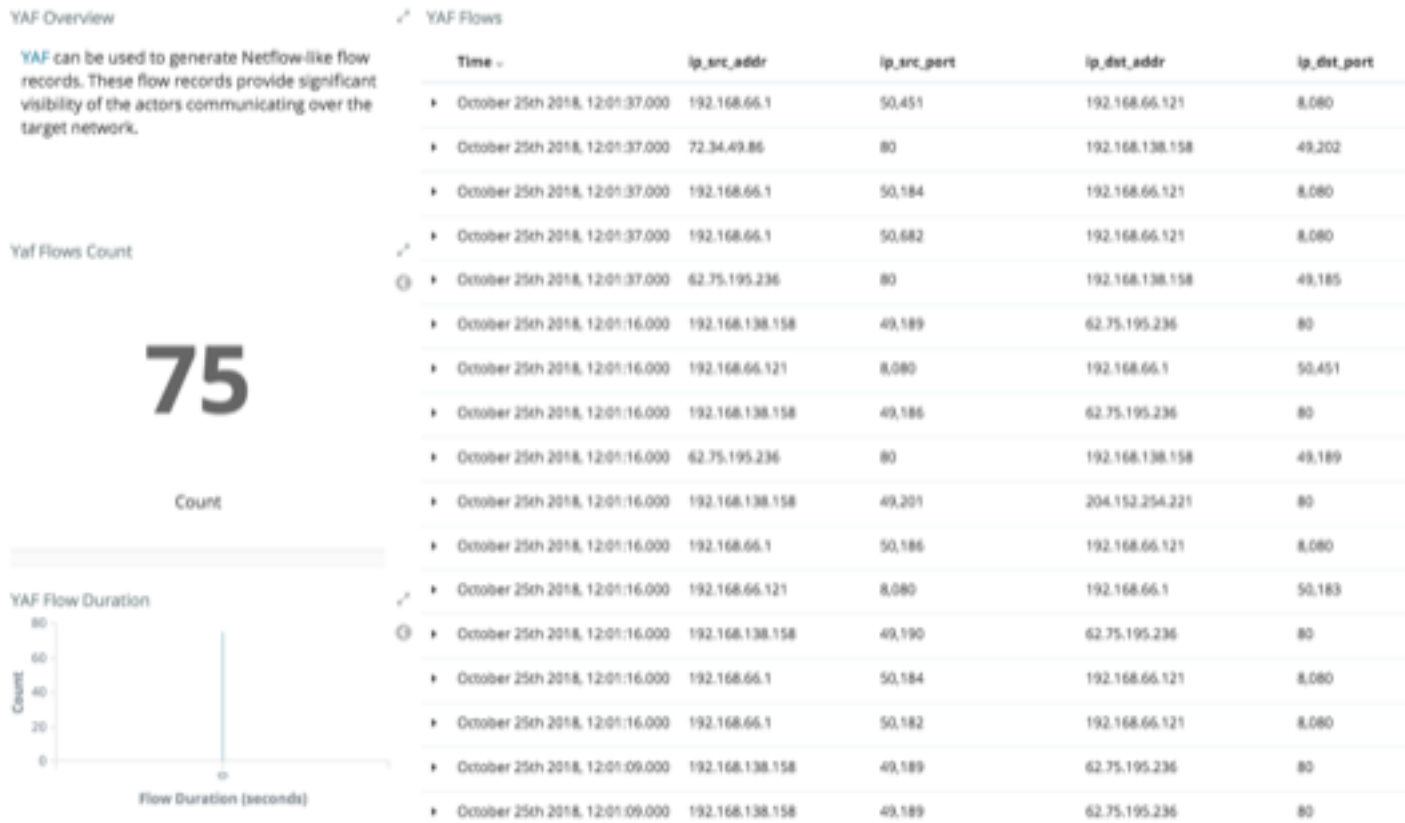 YAF Overview
YAF can be used to generate Netflow-like flow
records. These flow records provide significant
visibility of the actors communicating over the
target network.
Yaf Flows Count
75
Count
YAF Flow Duration
80
60
40
20
0
Count
0
Flow Duration (seconds)
YAF Flows
Time ip_src_addr ip_src_port ip_dst_addr ip_dst_port
October 25th 2018, 12:01:37.000 192.168.66.1 50,451 192.168.66.121 8,080
October 25th 2018, 12:01:37.000 72.34.49.86 80 192.168.138.158 49,202
October 25th 2018, 12:01:37.000 192.168.66.1 50,184 192.168.66.121 8,080
October 25th 2018, 12:01:37.000 192.168.66.1 50,682 192.168.66.121 8,080
October 25th 2018, 12:01:37.000 62.75.195.236 80 192.168.138.158 49,185
October 25th 2018, 12:01:16.000 192.168.138.158 49,189 62.75.195.236 80
October 25th 2018, 12:01:16.000 192.168.66.121 8,080 192.168.66.1 50,451
October 25th 2018, 12:01:16.000 192.168.138.158 49,186 62.75.195.236 80
October 25th 2018, 12:01:16.000 62.75.195.236 80 192.168.138.158 49,189
October 25th 2018, 12:01:16.000 192.168.138.158 49,201 204.152.254.221 80
October 25th 2018, 12:01:16.000 192.168.66.1 50,186 192.168.66.121 8,080
October 25th 2018, 12:01:16.000 192.168.66.121 8,080 192.168.66.1 50,183
October 25th 2018, 12:01:16.000 192.168.138.158 49,190 62.75.195.236 80
October 25th 2018, 12:01:16.000 192.168.66.1 50,184 192.168.66.121 8,080
October 25th 2018, 12:01:16.000 192.168.66.1 50,182 192.168.66.121 8,080
October 25th 2018, 12:01:09.000 192.168.138.158 49,189 62.75.195.236 80
October 25th 2018, 12:01:09.000 192.168.138.158 49,189 62.75.195.236 80